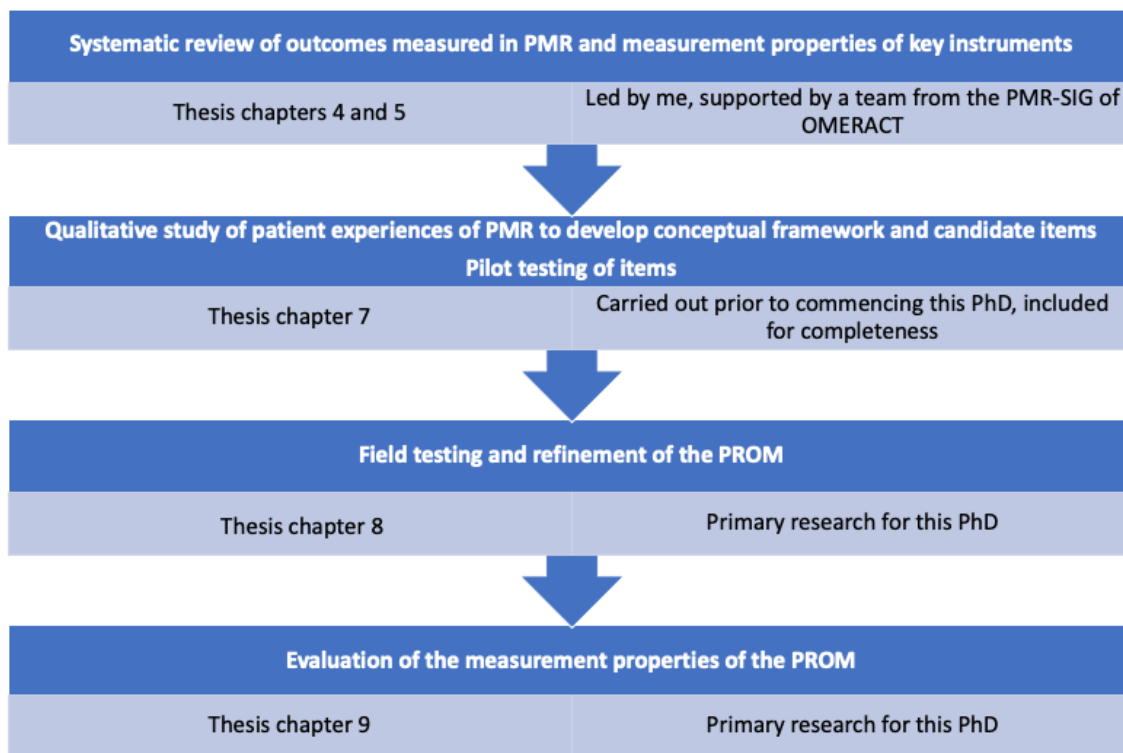 Systematic review of outcomes measured in PMR and measurement properties of key instruments
Thesis chapters 4 and 5
Led by me, supported by a team from the PMR-SIG of
OMERACT
Qualitative study of patient experiences of PMR to develop conceptual framework and candidate items
Pilot testing of items
Thesis chapter 7
Carried out prior to commencing this PhD, included
for completeness
Field testing and refinement of the PROM
Thesis chapter 8
Primary research for this PhD
Evaluation of the measurement properties of the PROM
Thesis chapter 9
Primary research for this PhD